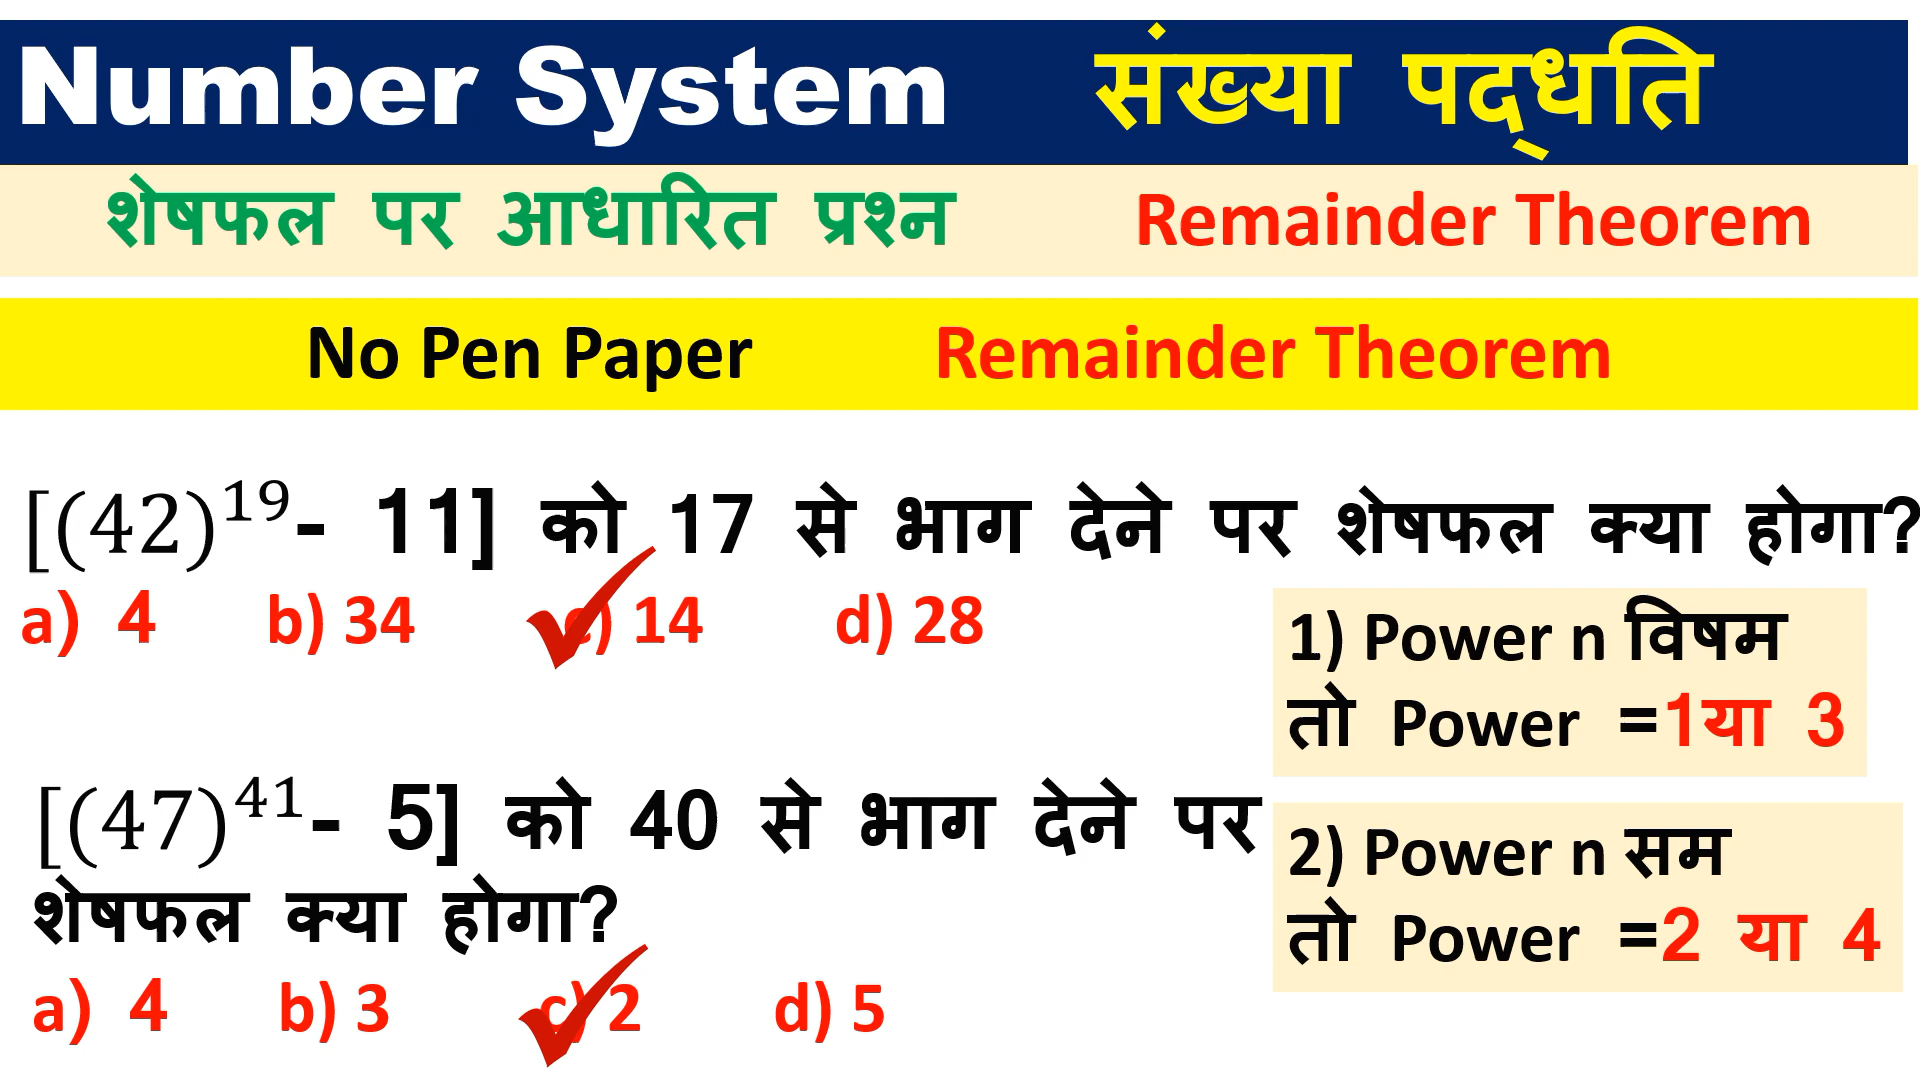 Number System संख्या पद्धति
शेषफल पर आधारित प्रश्न Remainder Theorem
No Pen Paper Remainder Theorem
[(42)¹⁹- 11] को 17 से भाग देने पर शेषफल क्या होगा?
a) 4 b) 34 c) 14 d) 28
1) Power n विषम
तो Power =1या 3
[(47)⁴¹- 5] को 40 से भाग देने पर
शेषफल क्या होगा?
a) 4 b) 3 c) 2 d) 5
2) Power n सम
तो Power =2 या 4